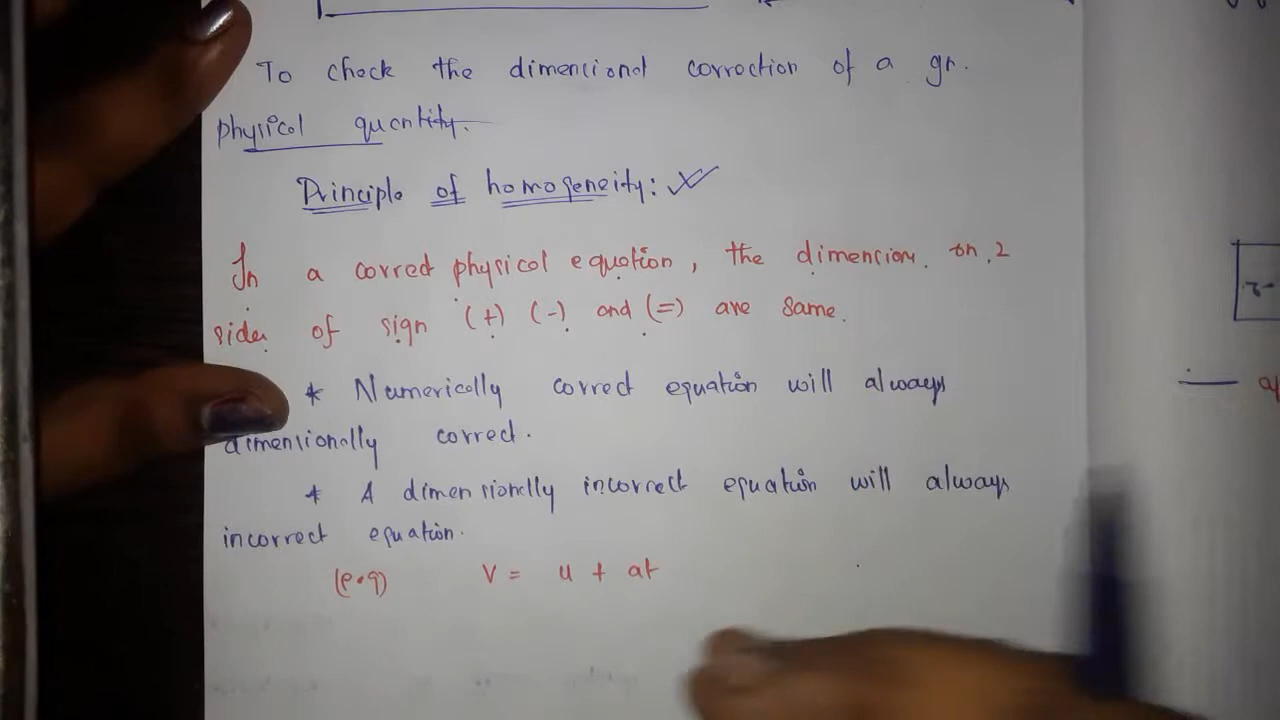 To check the dimencional correction of a gn.
physical quantity.
Principle of homogeneity:
In a correct physical equation, the dimension on 2
sides of sign (+) (-) and (=) are same.
* Numerically correct equation will always
dimensionally correct.
* A dimensionally incorrect equation will always
incorrect equation.
(e.g) V = u + at